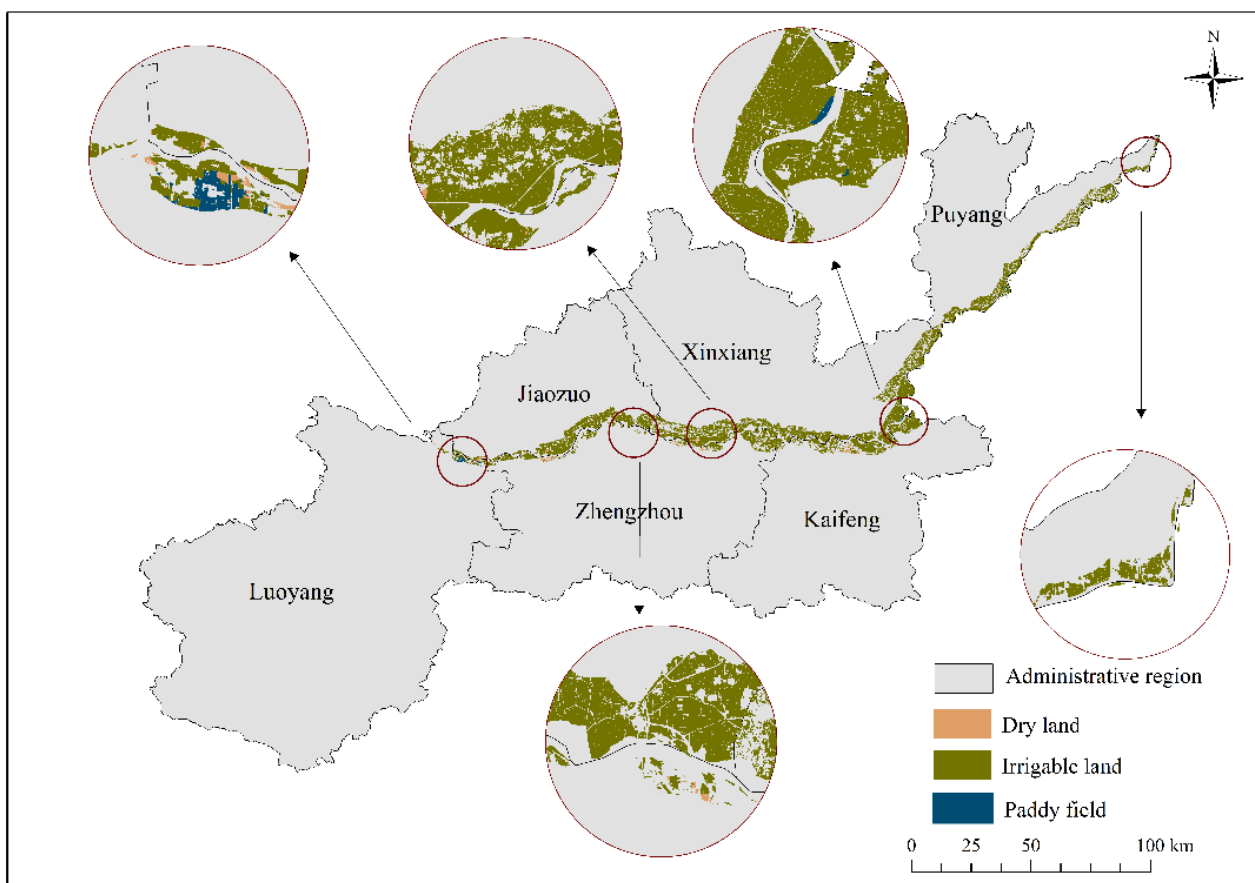 N
Puyang
Xinxiang
Jiaozuo
Zhengzhou
Kaifeng
Luoyang
Administrative region
Dry land
Irrigable land
Paddy field
0 25 50 100 km